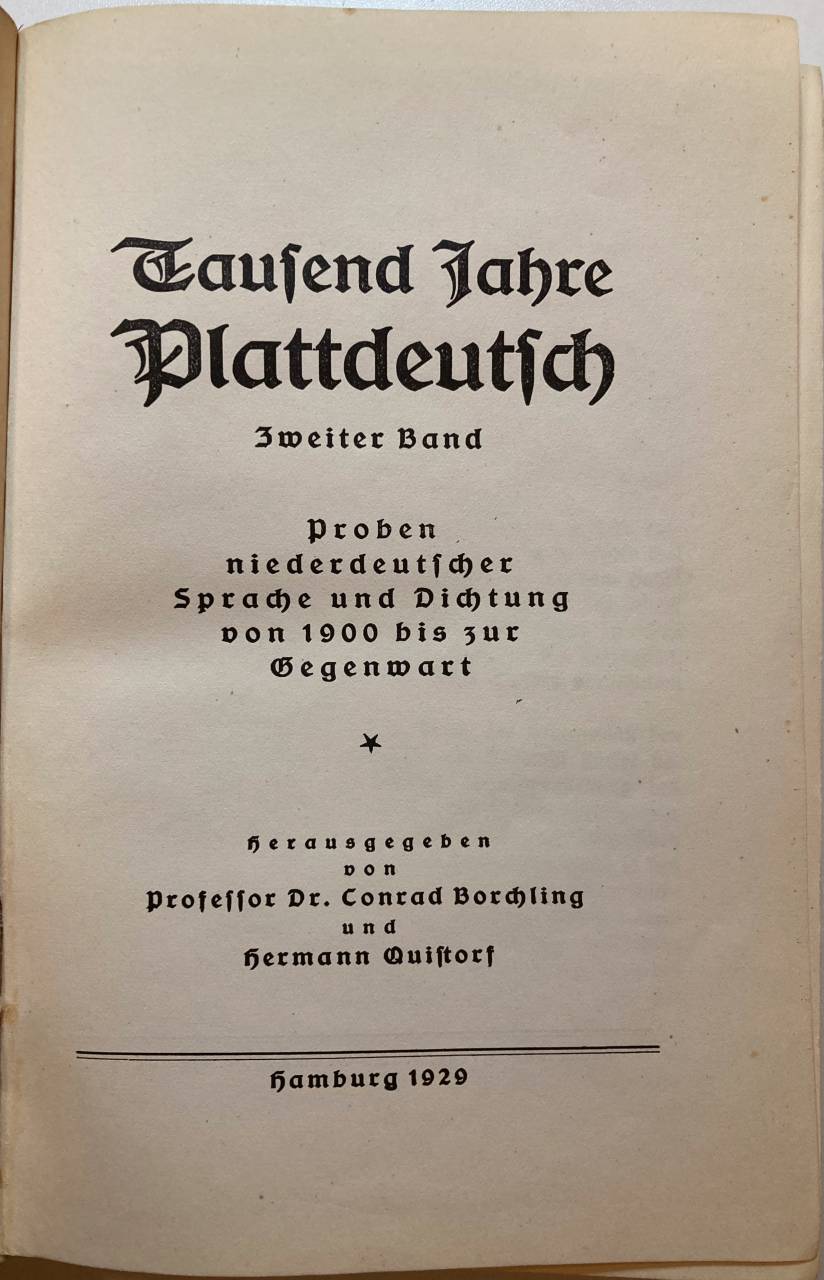 Tauſend Jahre
Plattdeutſch
Zweiter Band
Proben
niederdeutſcher
Sprache und Dichtung
von 1900 bis zur
Gegenwart
Herausgegeben
von
Profeſſor Dr. Conrad Borchling
und
Hermann Quiſtorf
Hamburg 1929